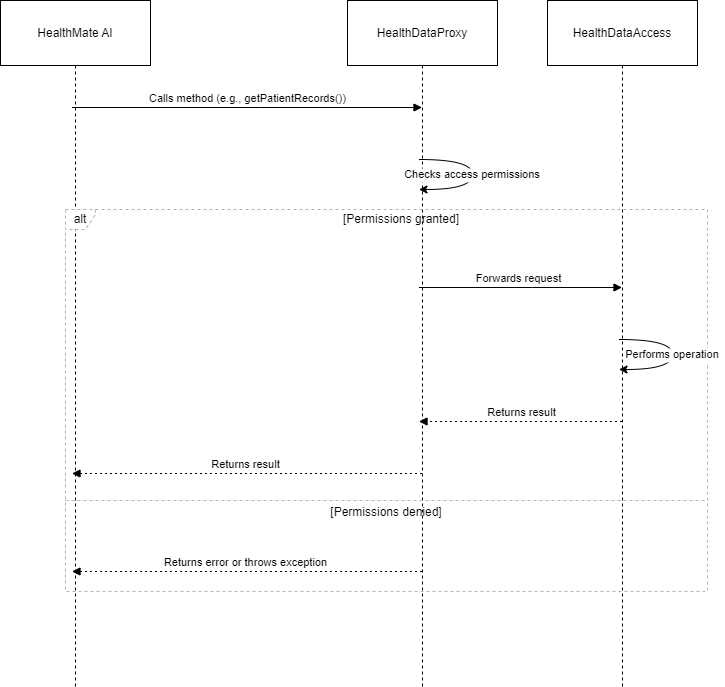 HealthMate AI
HealthDataProxy
HealthDataAccess
Calls method (e.g., getPatientRecords())
Checks access permissions
alt
[Permissions granted]
Forwards request
Performs operation
Returns result
Returns result
[Permissions denied]
Returns error or throws exception